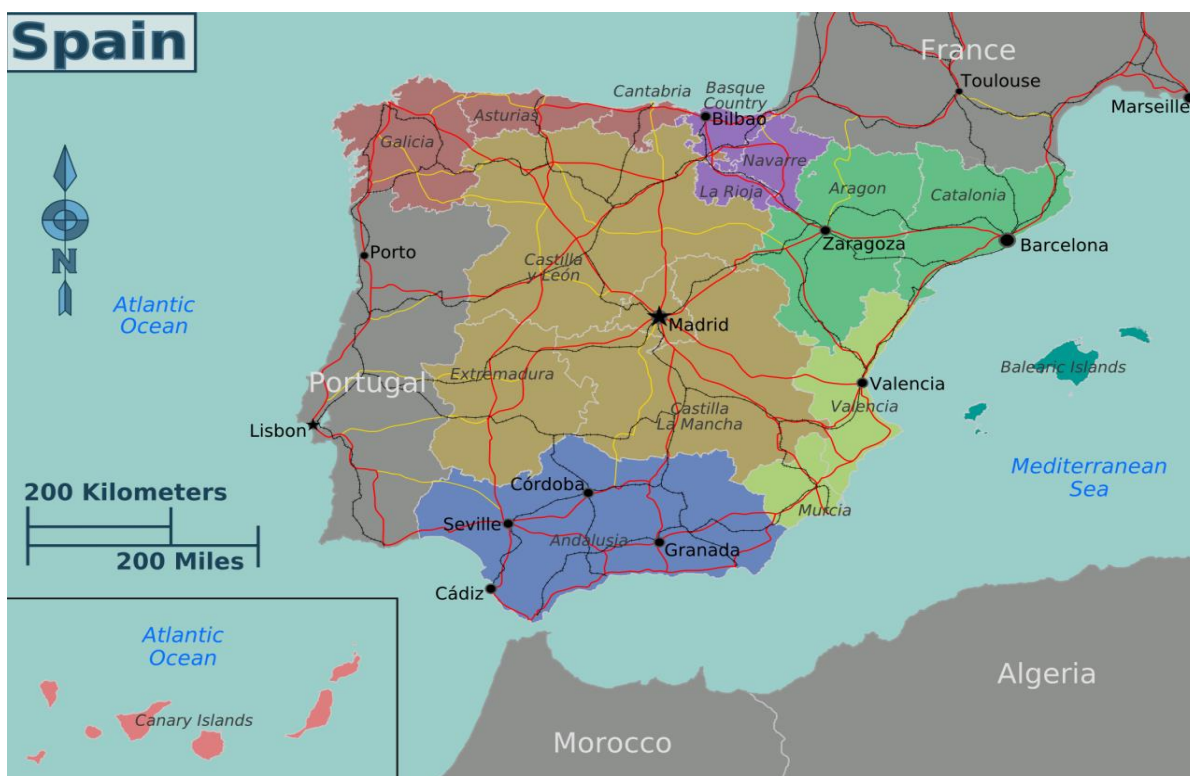 Spain
France
Toulouse
Marseille
Cantabria
Basque
Country
Bilbao
Asturias
Galicia
Navarre
La Rioja
Aragon
Catalonia
Zaragoza
Barcelona
Porto
Castilla
y León
N
Atlantic
Ocean
Madrid
Portugal
Extremadura
Castilla
La Mancha
Valencia
Valencia
Balearic Islands
Lisbon
Mediterranean
Sea
200 Kilometers
200 Miles
Córdoba
Seville
Andalusia
Granada
Murcia
Cádiz
Atlantic
Ocean
Canary Islands
Morocco
Algeria